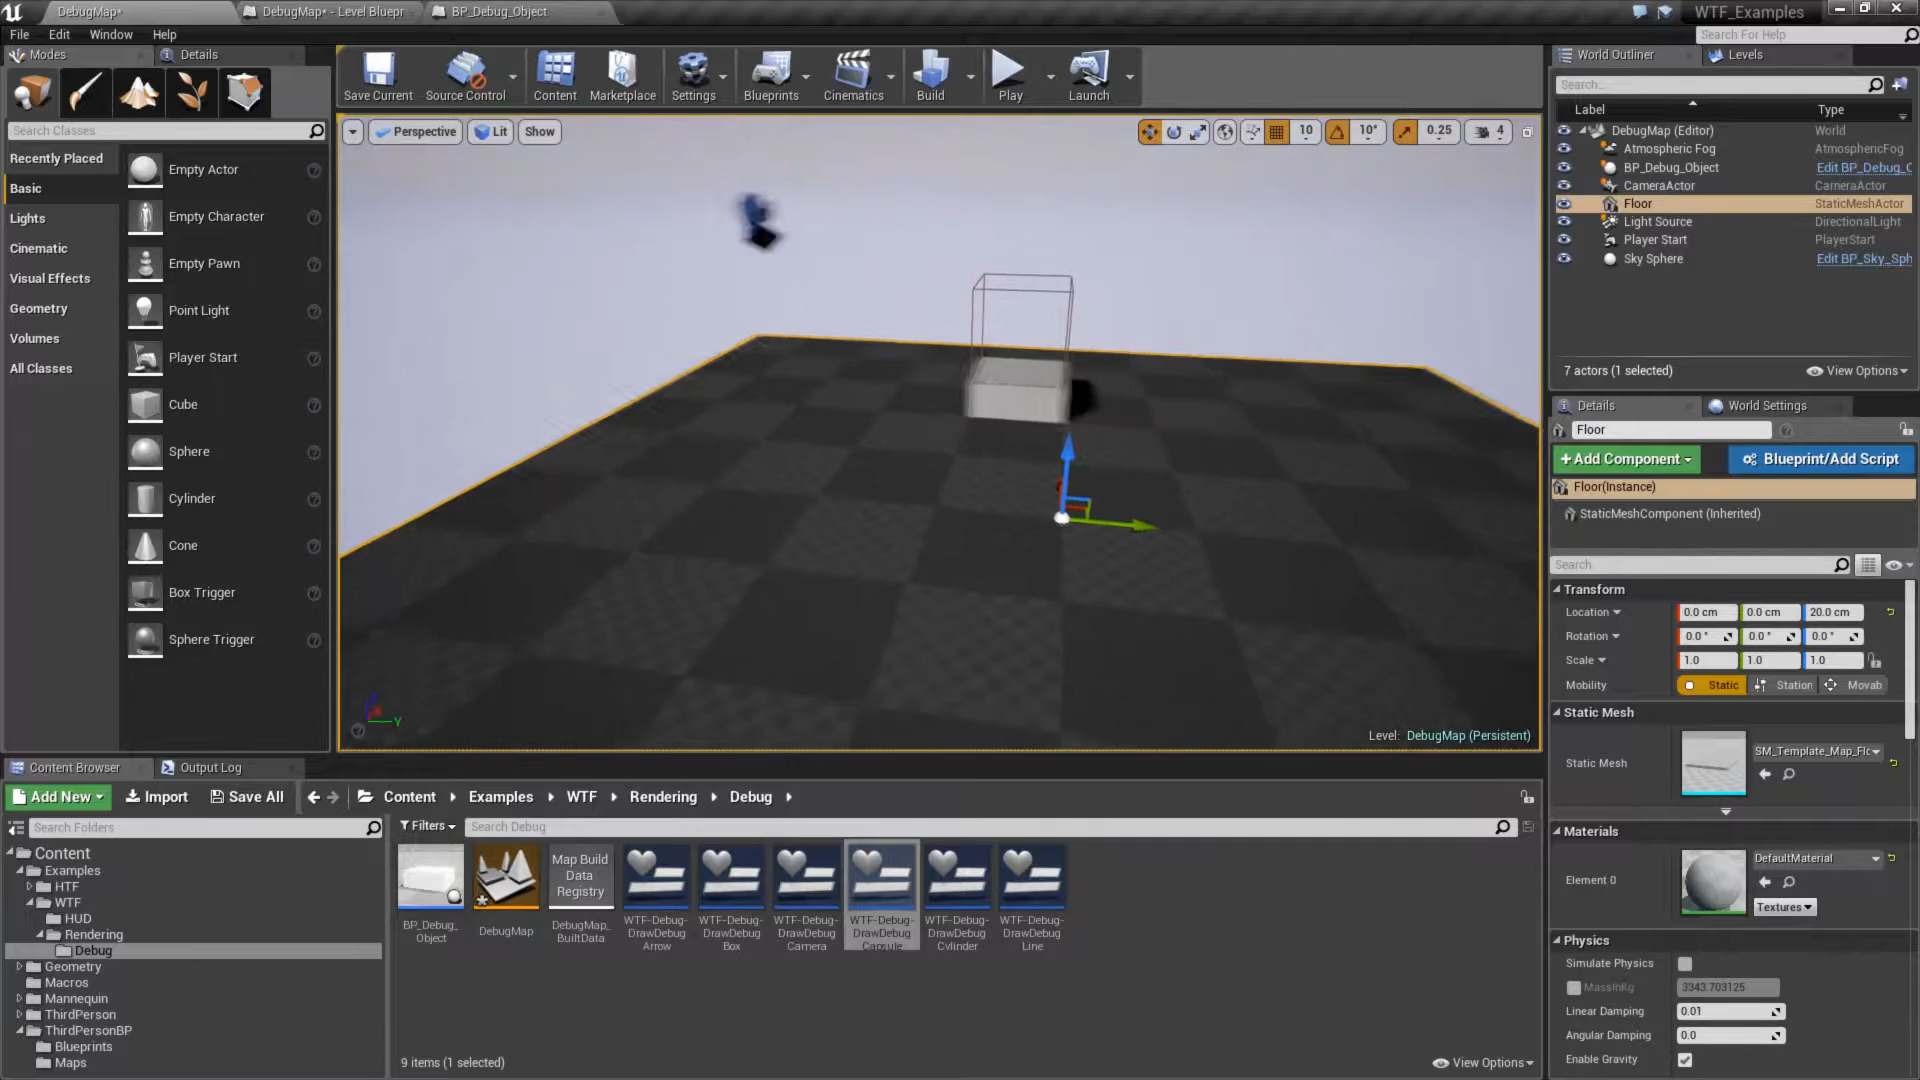 DebugMap*
DebugMap* - Level Bluepr
BP_Debug_Object
WTF_Examples
File
Edit
Window
Help
Search For Help
Modes
Details
Save Current
Source Control
Content
Marketplace
Settings
Blueprints
Cinematics
Build
Play
Launch
Search Classes
Recently Placed
Basic
Lights
Cinematic
Visual Effects
Geometry
Volumes
All Classes
Empty Actor
Empty Character
Empty Pawn
Point Light
Player Start
Cube
Sphere
Cylinder
Cone
Box Trigger
Sphere Trigger
Perspective
Lit
Show
10
10°
0.25
4
Y
Level: DebugMap (Persistent)
World Outliner
Levels
Search...
Label
Type
DebugMap (Editor)
World
Atmospheric Fog
AtmosphericFog
BP_Debug_Object
Edit BP_Debug_C
CameraActor
CameraActor
Floor
StaticMeshActor
Light Source
DirectionalLight
Player Start
PlayerStart
Sky Sphere
Edit BP_Sky_Sph
7 actors (1 selected)
View Options
Details
World Settings
Floor
+Add Component
Blueprint/Add Script
Floor(Instance)
StaticMeshComponent (Inherited)
Search
Transform
Location
0.0 cm
0.0 cm
20.0 cm
Rotation
0.0 °
0.0 °
0.0 °
Scale
1.0
1.0
1.0
Mobility
Static
Station
Movab
Static Mesh
Static Mesh
SM_Template_Map_Flc
Materials
Element 0
DefaultMaterial
Textures
Physics
Simulate Physics
MassInKg
3343.703125
Linear Damping
0.01
Angular Damping
0.0
Enable Gravity
Content Browser
Output Log
Add New
Import
Save All
Content
Examples
WTF
Rendering
Debug
Search Folders
Filters
Search Debug
Content
Examples
HTF
WTF
HUD
Rendering
Debug
Geometry
Macros
Mannequin
ThirdPerson
ThirdPersonBP
Blueprints
Maps
BP_Debug_
Object
DebugMap
Map Build
Data
Registry
DebugMap_
BuiltData
WTF-Debug-
DrawDebug
Arrow
WTF-Debug-
DrawDebug
Box
WTF-Debug-
DrawDebug
Camera
WTF-Debug-
DrawDebug
Capsule
WTF-Debug-
DrawDebug
Cylinder
WTF-Debug-
DrawDebug
Line
9 items (1 selected)
View Options